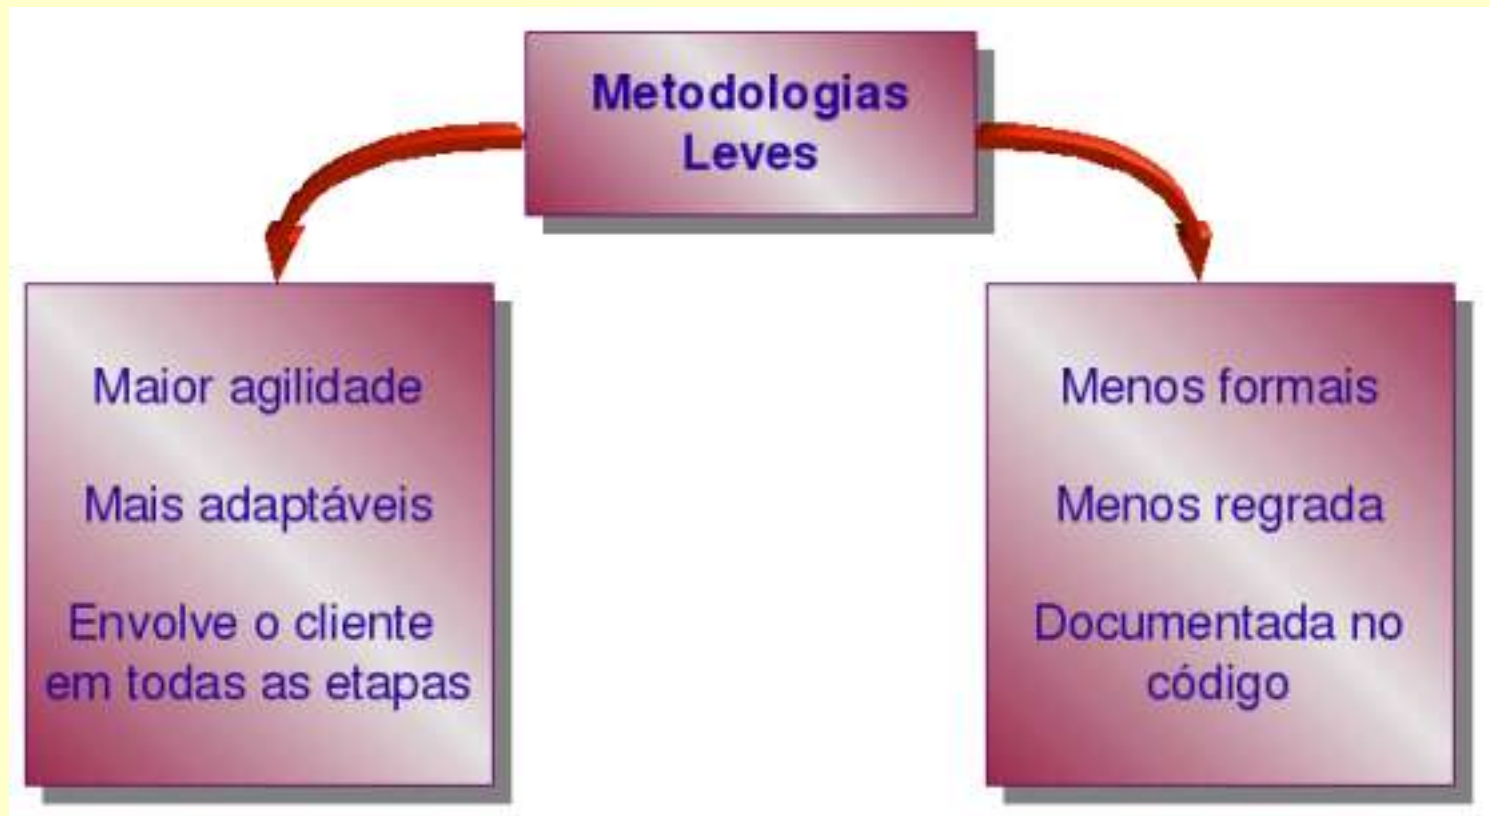 Metodologias
Leves
Maior agilidade
Mais adaptáveis
Envolve o cliente
em todas as etapas
Menos formais
Menos regrada
Documentada no
código